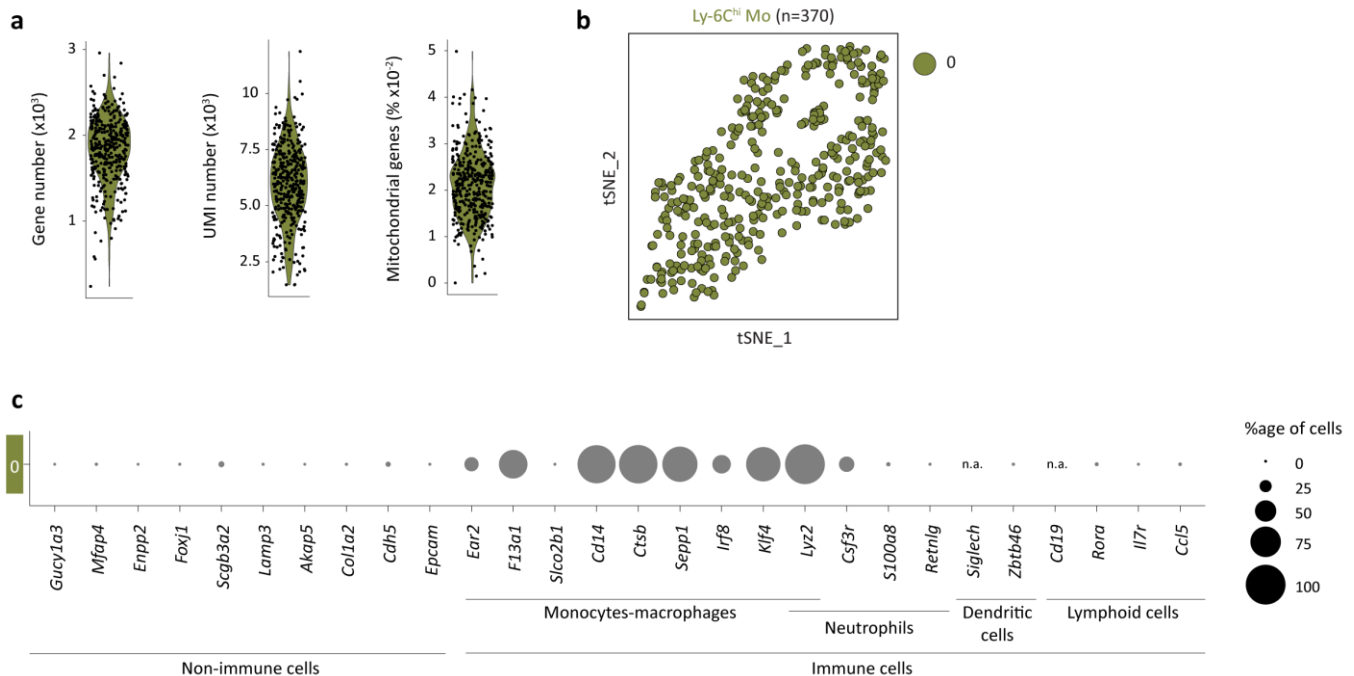 a
Gene number (x10³)
3
2
1
UMI number (x10³)
10
7.5
5.0
2.5
Mitochondrial genes (% x10⁻²)
5
4
3
2
1
0
b
Ly-6Cʰⁱ Mo (n=370)
0
tSNE_2
tSNE_1
c
0
n.a.
n.a.
Gucy1a3
Mfap4
Enpp2
Foxj1
Scgb3a2
Lamp3
Akap5
Col1a2
Cdh5
Epcam
Ear2
F13a1
Slco2b1
Cd14
Ctsb
Sepp1
Irf8
Klf4
Lyz2
Csf3r
S100a8
Retnlg
Siglech
Zbtb46
Cd19
Rora
Il7r
Ccl5
Monocytes-macrophages
Neutrophils
Dendritic
cells
Lymphoid cells
Non-immune cells
Immune cells
%age of cells
0
25
50
75
100